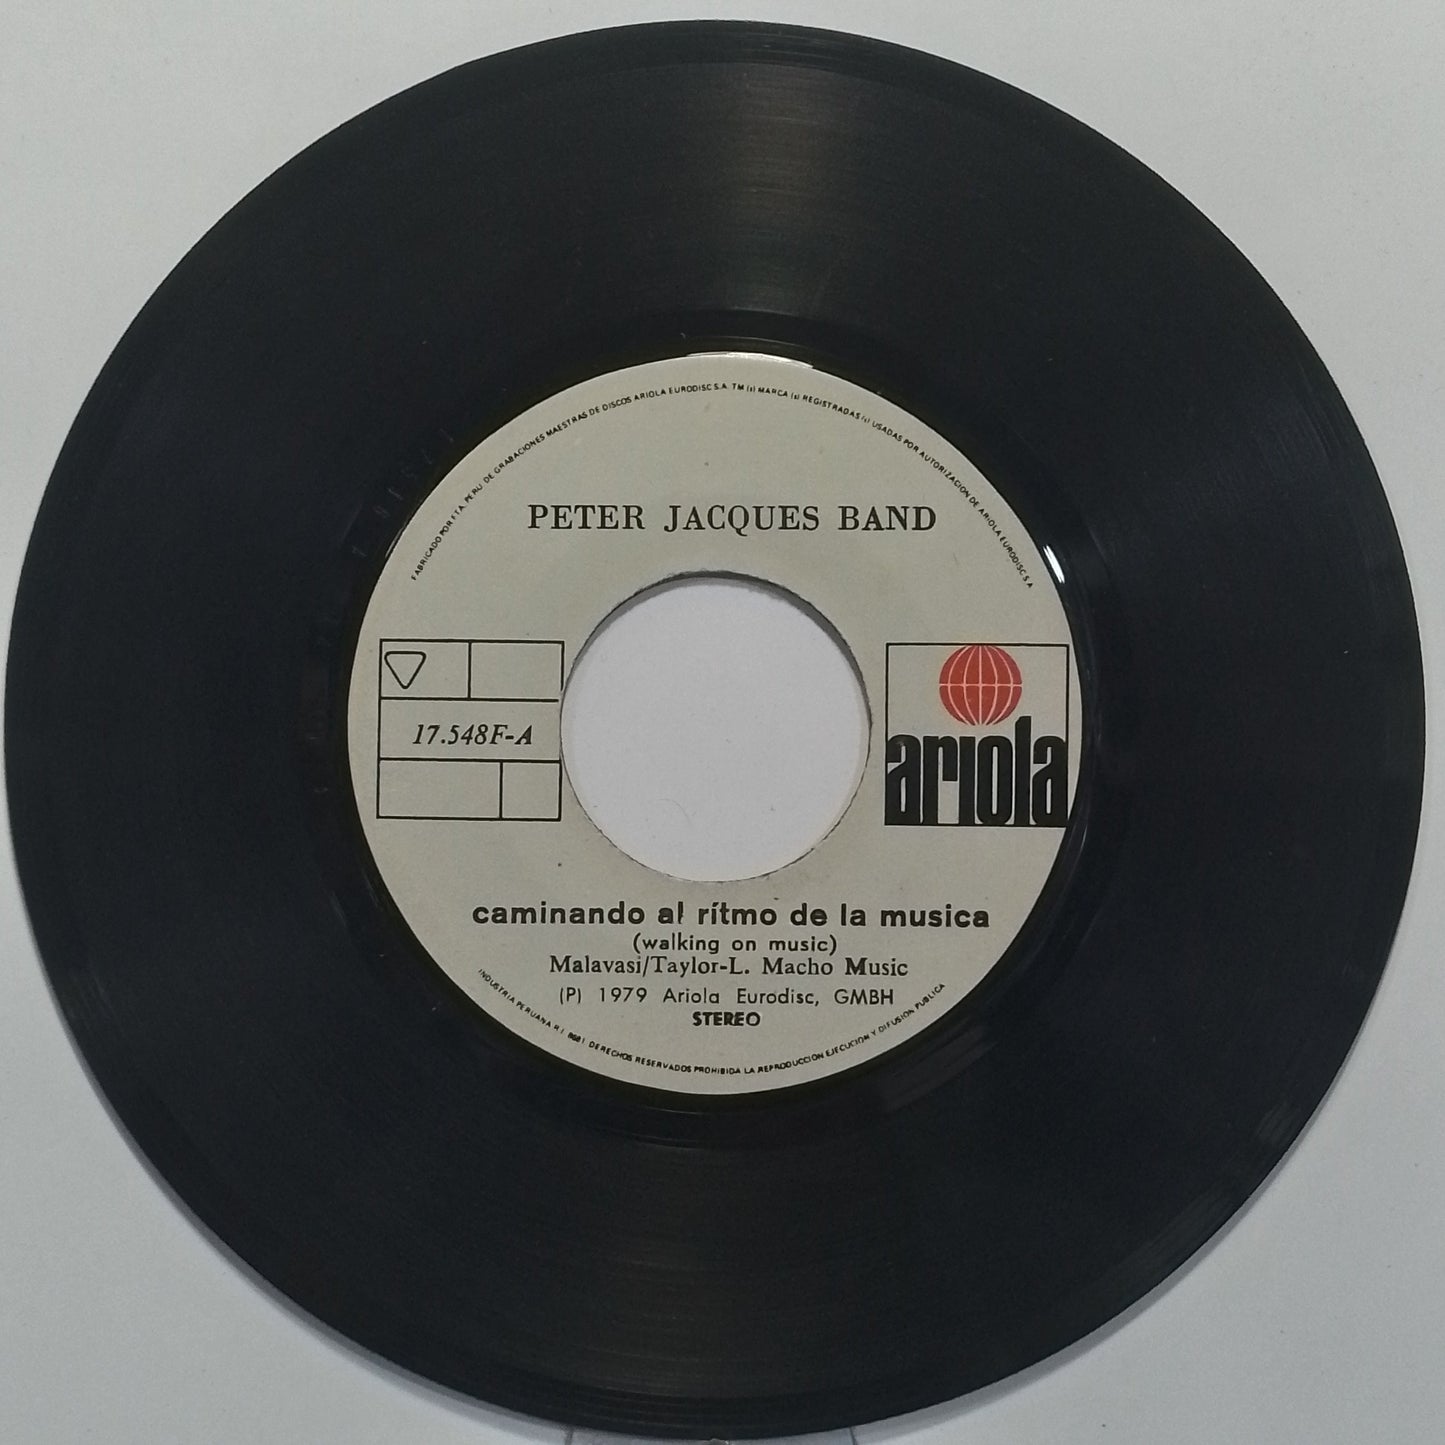 FABRICADO POR F.T.A. PERU DE GRABACIONES MAESTRAS DE DISCOS ARIOLA EURODISC S.A. TM (s) MARCA (s) REGISTRADAS (s) USADAS POR AUTORIZACION DE ARIOLA EURODISC S A
PETER JACQUES BAND
17.548F-A
ariola
caminando al rítmo de la musica
(walking on music)
Malavasi/Taylor-L. Macho Music
(P) 1979 Ariola Eurodisc, GMBH
STEREO
INDUSTRIA PERUANA R I 8681 DERECHOS RESERVADOS PROHIBIDA LA REPRODUCCION EJECUCION Y DIFUSION PUBLICA